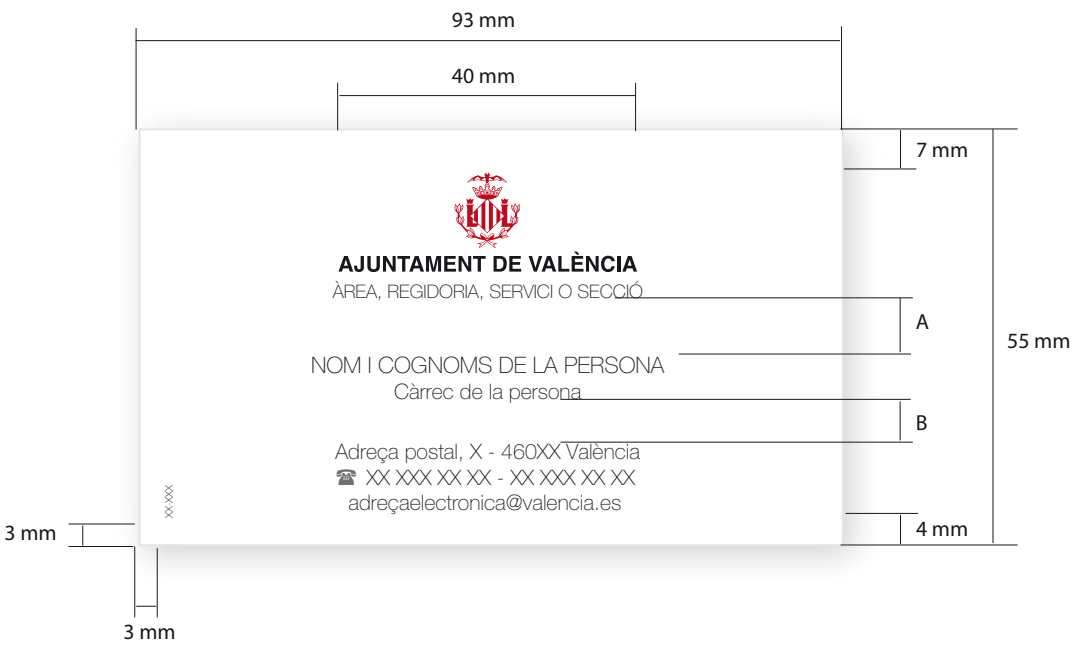 93 mm
40 mm
7 mm
AJUNTAMENT DE VALÈNCIA
ÀREA, REGIDORIA, SERVICI O SECCIÓ
A
55 mm
NOM I COGNOMS DE LA PERSONA
Càrrec de la persona
B
Adreça postal, X - 460XX València
☎ XX XXX XX XX - XX XXX XX XX
adreçaelectronica@valencia.es
XX-XXX
3 mm
4 mm
3 mm